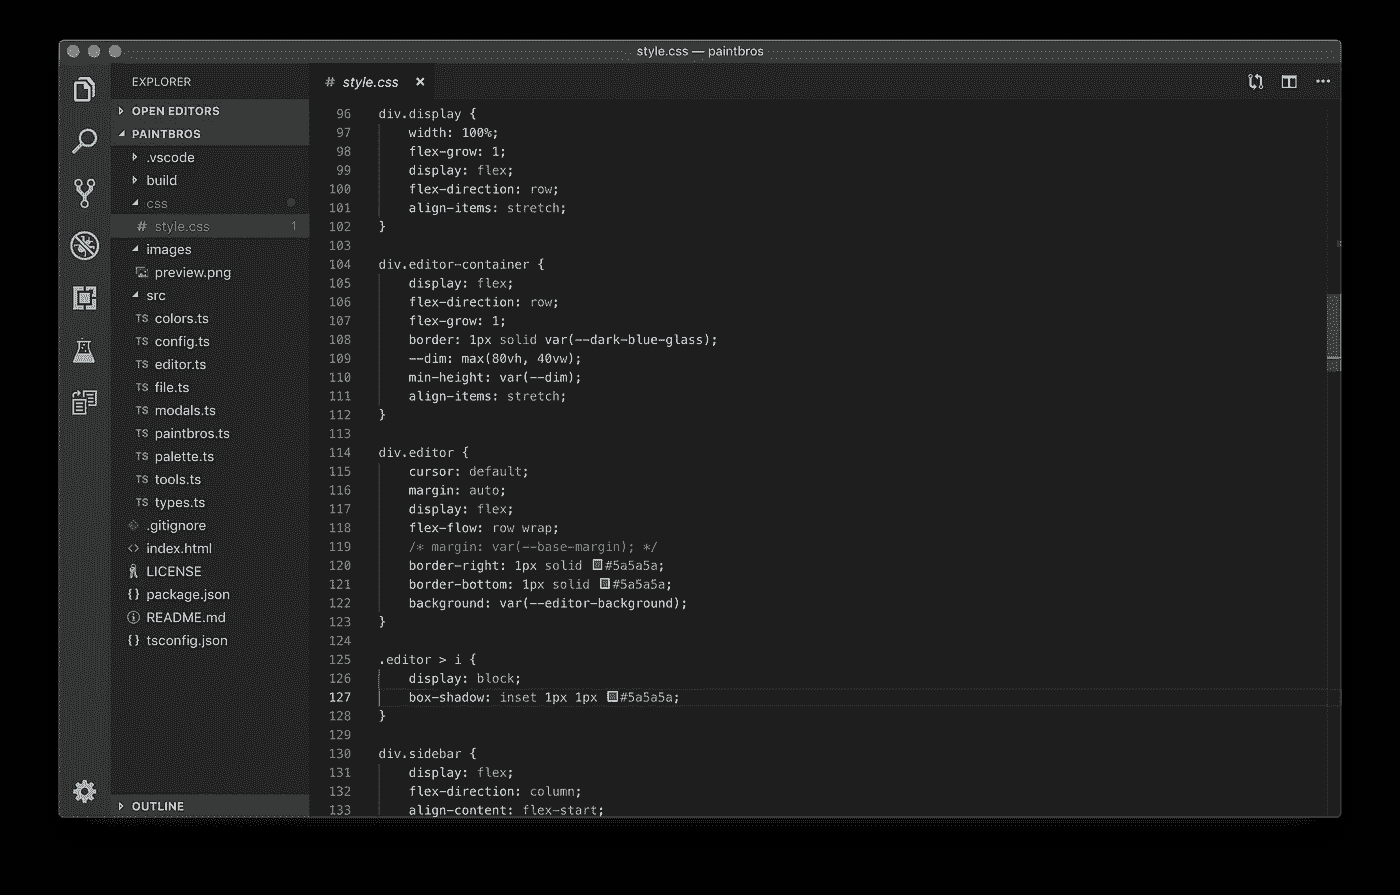 style.css — paintbros
EXPLORER
OPEN EDITORS
PAINTBROS
.vscode
build
css
# style.css 1
images
preview.png
src
TS colors.ts
TS config.ts
TS editor.ts
TS file.ts
TS modals.ts
TS paintbros.ts
TS palette.ts
TS tools.ts
TS types.ts
.gitignore
<> index.html
LICENSE
{} package.json
README.md
{} tsconfig.json
OUTLINE
# style.css ×
96 div.display {
97 width: 100%;
98 flex-grow: 1;
99 display: flex;
100 flex-direction: row;
101 align-items: stretch;
102 }
103
104 div.editor-container {
105 display: flex;
106 flex-direction: row;
107 flex-grow: 1;
108 border: 1px solid var(--dark-blue-glass);
109 --dim: max(80vh, 40vw);
110 min-height: var(--dim);
111 align-items: stretch;
112 }
113
114 div.editor {
115 cursor: default;
116 margin: auto;
117 display: flex;
118 flex-flow: row wrap;
119 /* margin: var(--base-margin); */
120 border-right: 1px solid #5a5a5a;
121 border-bottom: 1px solid #5a5a5a;
122 background: var(--editor-background);
123 }
124
125 .editor > i {
126 display: block;
127 box-shadow: inset 1px 1px #5a5a5a;
128 }
129
130 div.sidebar {
131 display: flex;
132 flex-direction: column;
133 align-content: flex-start;